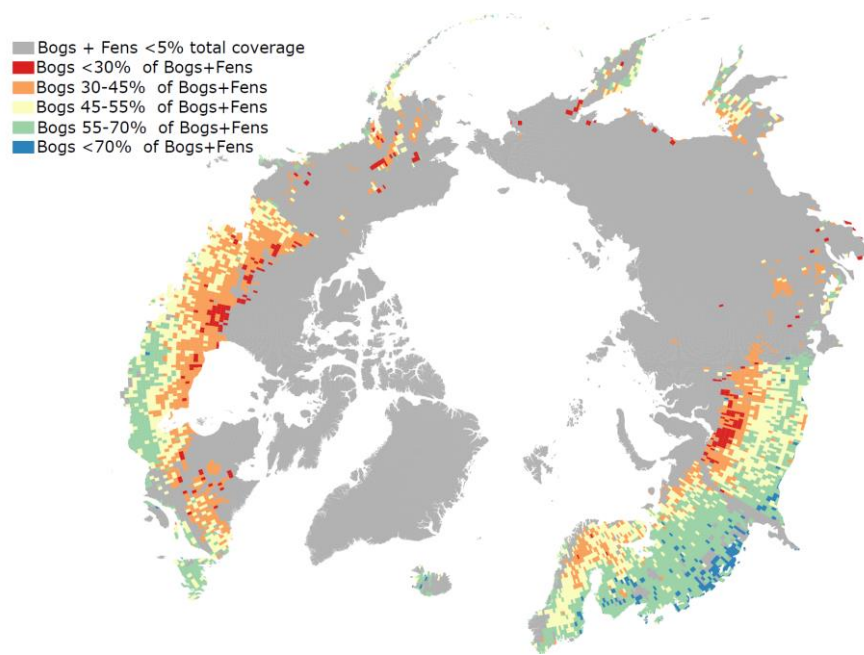 Bogs + Fens <5% total coverage
Bogs <30% of Bogs+Fens
Bogs 30-45% of Bogs+Fens
Bogs 45-55% of Bogs+Fens
Bogs 55-70% of Bogs+Fens
Bogs <70% of Bogs+Fens